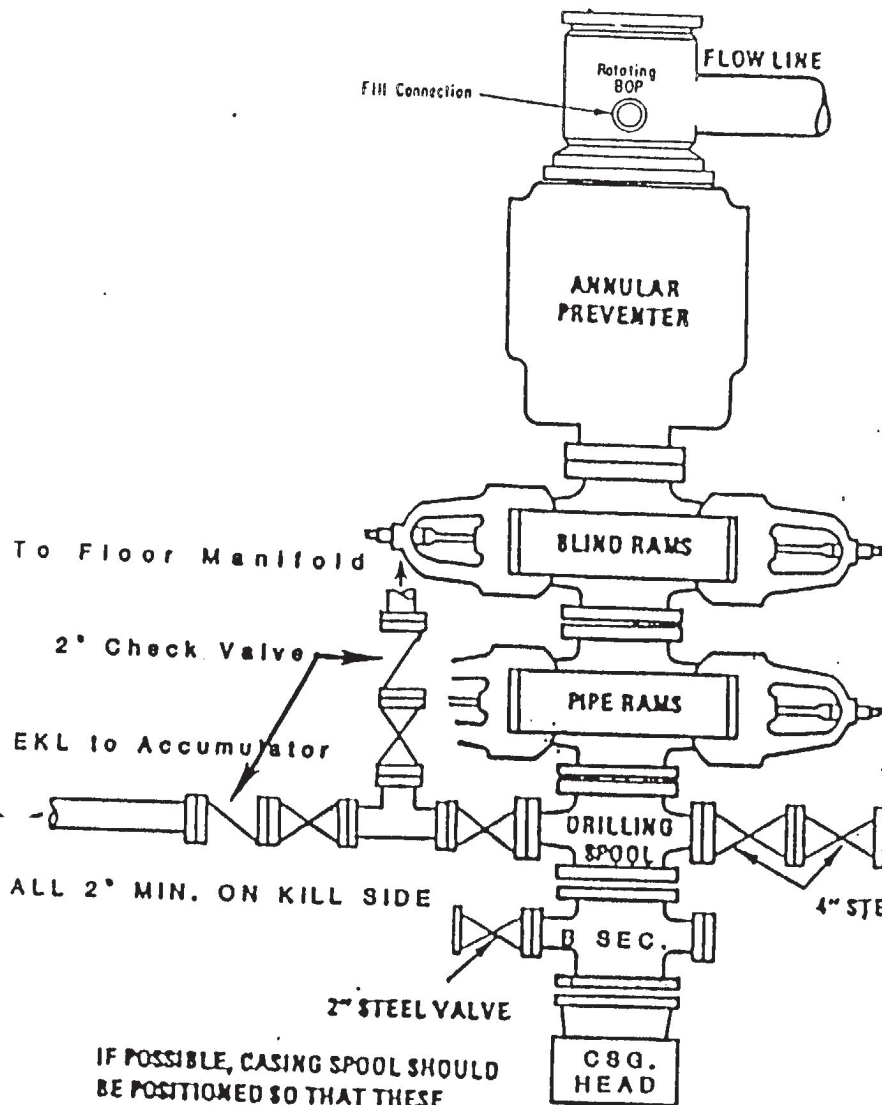 FLOW LINE
Rotating
BOP
Fill Connection
ANNULAR
PREVENTER
BLIND RAMS
To Floor Manifold
2" Check Valve
PIPE RAMS
EKL to Accumulator
DRILLING
SPOOL
ALL 2" MIN. ON KILL SIDE
4" STE
B SEC.
2" STEEL VALVE
IF POSSIBLE, CASING SPOOL SHOULD
BE POSITIONED SO THAT THESE
CSG.
HEAD